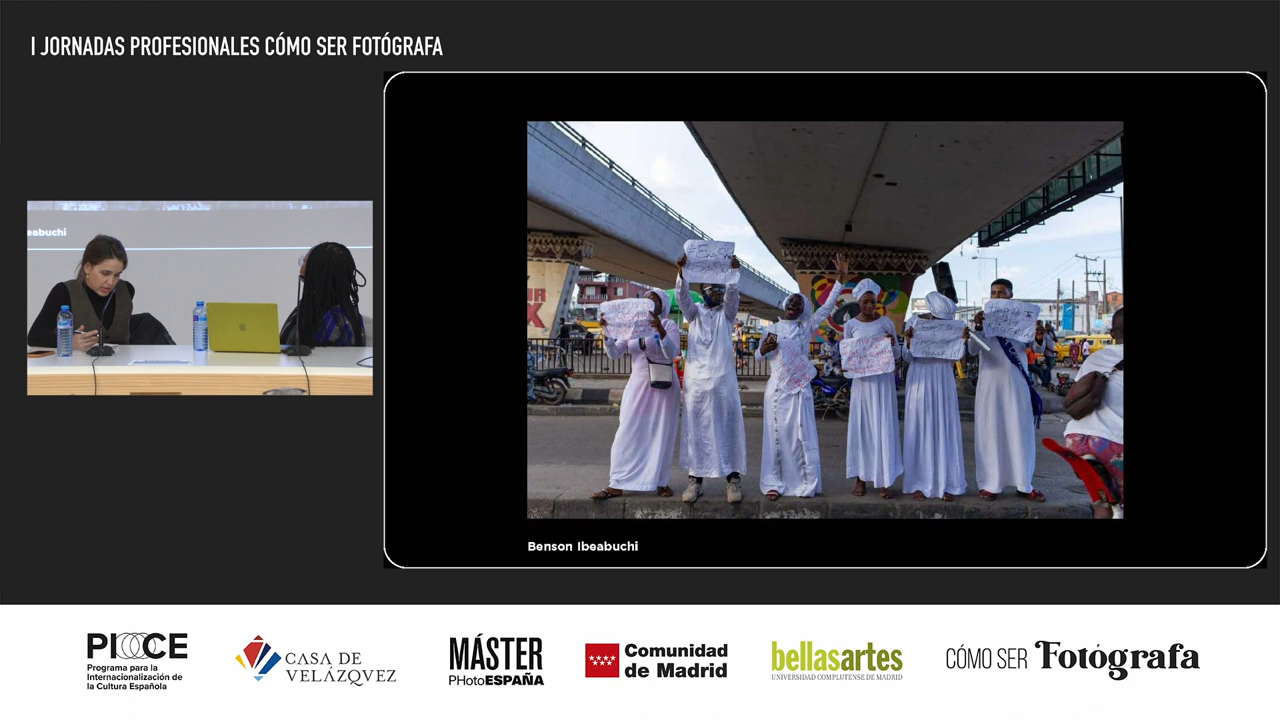 I JORNADAS PROFESIONALES CÓMO SER FOTÓGRAFA
eabuchi
Benson Ibeabuchi
PICE
Programa para la
Internacionalización de
la Cultura Española
CASA DE
VELÁZQVEZ
MÁSTER
PHotoESPAÑA
Comunidad
de Madrid
bellasartes
UNIVERSIDAD COMPLUTENSE DE MADRID
CÓMO SER Fotógrafa